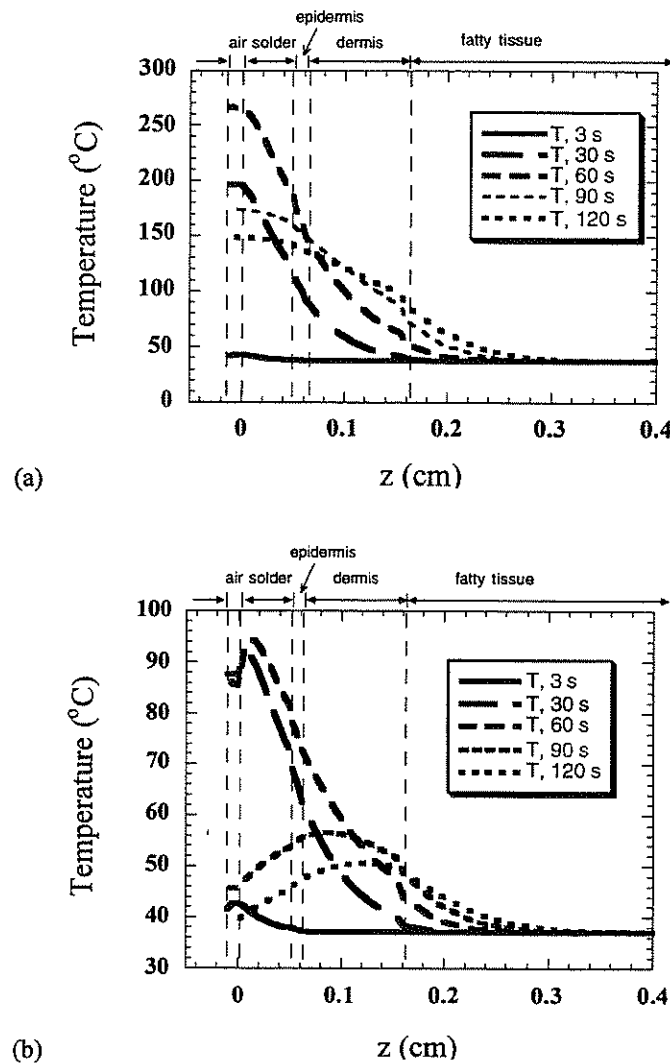 epidermis
air solder dermis fatty tissue
300
250
200
150
100
50
0
Temperature (°C)
T, 3 s
T, 30 s
T, 60 s
T, 90 s
T, 120 s
0 0.1 0.2 0.3 0.4
z (cm)
(a)
epidermis
air solder dermis fatty tissue
100
90
80
70
60
50
40
30
Temperature (°C)
T, 3 s
T, 30 s
T, 60 s
T, 90 s
T, 120 s
0 0.1 0.2 0.3 0.4
z (cm)
(b)